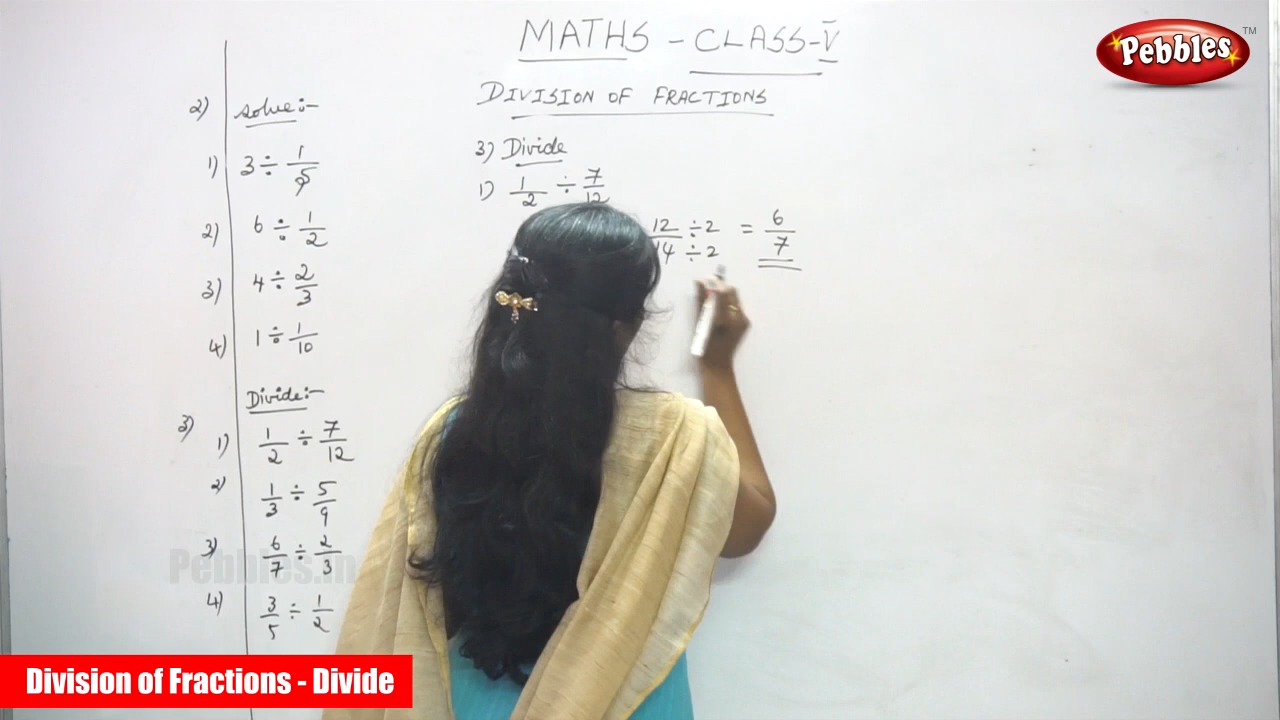 MATHS - CLASS-V
Pebbles TM
DIVISION OF FRACTIONS
2) Solve:-
1) 3 ÷ 1/5
2) 6 ÷ 1/2
3) 4 ÷ 2/3
4) 1 ÷ 1/10
3) Divide:-
1) 1/2 ÷ 7/12
2) 1/3 ÷ 5/9
3) 6/7 ÷ 2/3
4) 3/5 ÷ 1/2
3) Divide
1) 1/2 ÷ 7/12
12 ÷ 2 / 14 ÷ 2 = 6/7
Pebbles.in
Division of Fractions - Divide